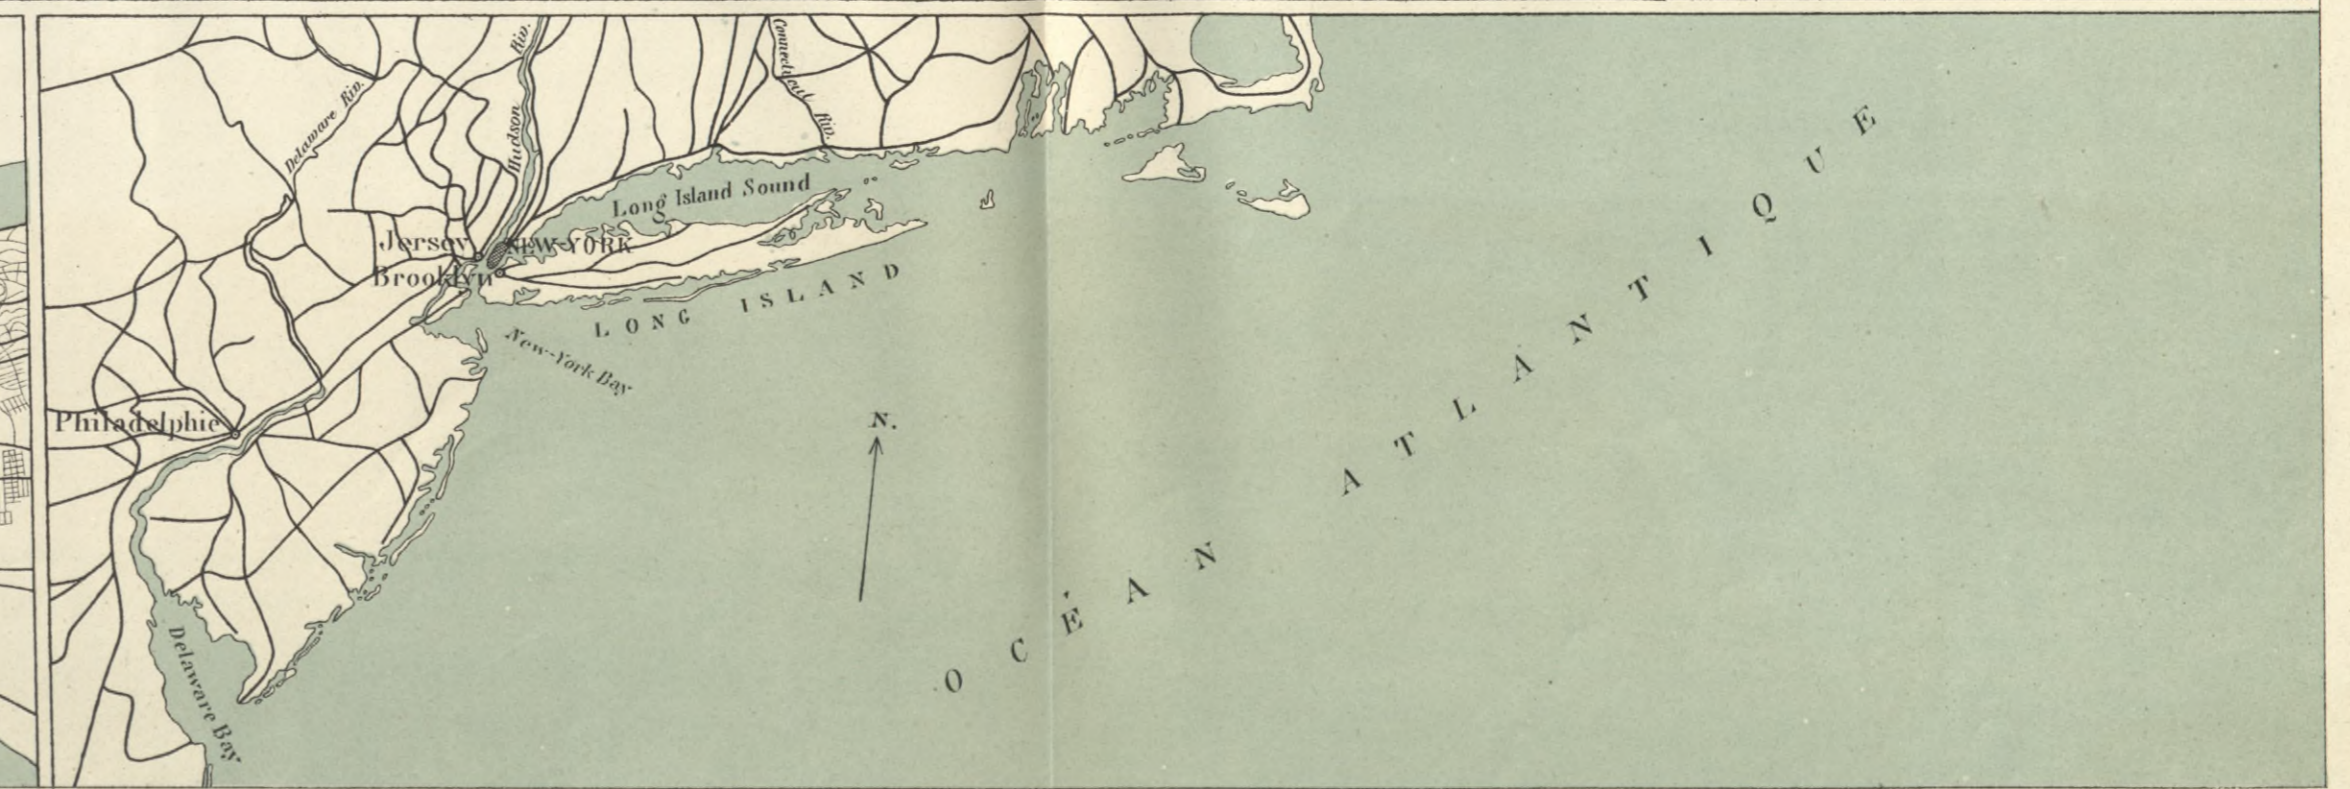 Delaware Riv.
Hudson Riv.
Connecticut Riv.
Long Island Sound
Jersey
NEW-YORK
Brooklyn
LONG ISLAND
New-York Bay
Philadelphie
N.
OCÉAN ATLANTIQUE
Delaware Bay